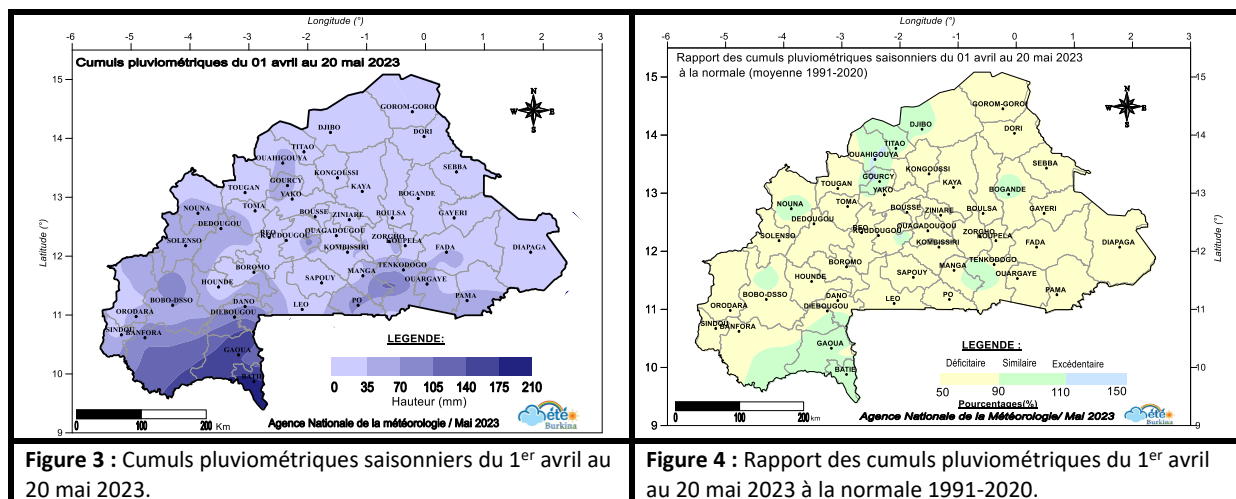 Longitude (°)
-6 -5 -4 -3 -2 -1 0 1 2 3
Cumuls pluviométriques du 01 avril au 20 mai 2023
Latitude (°)
15
14
13
12
11
10
9
N
W E
S
GOROM-GOROM
DJIBO
DORI
TITAO
OUAHIGOUYA
SEBBA
KONGOUSSI
GOURCY
TOUGAN
YAKO
KAYA
BOGANDE
NOUNA
TOMA
BOUSSE
ZINIARE
BOULSA
GAYERI
DEDOUGOU
REO
KOUDOUGOU
OUAGADOUGOU
ZORGHO
KOUPELA
SOLENSO
KOMBISSIRI
FADA
DIAPAGA
BOROMO
SAPOUY
MANGA
TENKODOGO
OUARGAYE
HOUNDE
BOBO-DSSO
DANO
LEO
PO
PAMA
ORODARA
DIEBOUGOU
SINDOU
BANFORA
GAOUA
BATIE
LEGENDE:
0 35 70 105 140 175 210
Hauteur (mm)
0 100 200 Km
Agence Nationale de la météorologie/ Mai 2023
été
Burkina
Figure 3 : Cumuls pluviométriques saisonniers du 1er avril au
20 mai 2023.
Longitude (°)
-6 -5 -4 -3 -2 -1 0 1 2 3
Rapport des cumuls pluviométriques saisonniers du 01 avril au 20 mai 2023
à la normale (moyenne 1991-2020)
Latitude (°)
15
14
13
12
11
10
9
15
14
13
12
11
10
9
N
W E
S
GOROM-GOROM
DJIBO
DORI
TITAO
OUAHIGOUYA
SEBBA
KONGOUSSI
GOURCY
TOUGAN
YAKO
KAYA
BOGANDE
NOUNA
TOMA
BOUSSE
ZINIARE
BOULSA
GAYERI
DEDOUGOU
REO
KOUDOUGOU
OUAGADOUGOU
ZORGHO
KOUPELA
SOLENSO
KOMBISSIRI
FADA
DIAPAGA
BOROMO
MANGA
TENKODOGO
SAPOUY
OUARGAYE
HOUNDE
BOBO-DSSO
DANO
LEO
PO
PAMA
ORODARA
DIEBOUGOU
SINDOU
BANFORA
GAOUA
BATIE
LEGENDE :
Déficitaire Similaire Excédentaire
50 90 110 150
Pourcentages(%)
0 100 200 km
Agence Nationale de la Météorologie/ Mai 2023
été
Burkina
Figure 4 : Rapport des cumuls pluviométriques du 1er avril
au 20 mai 2023 à la normale 1991-2020.